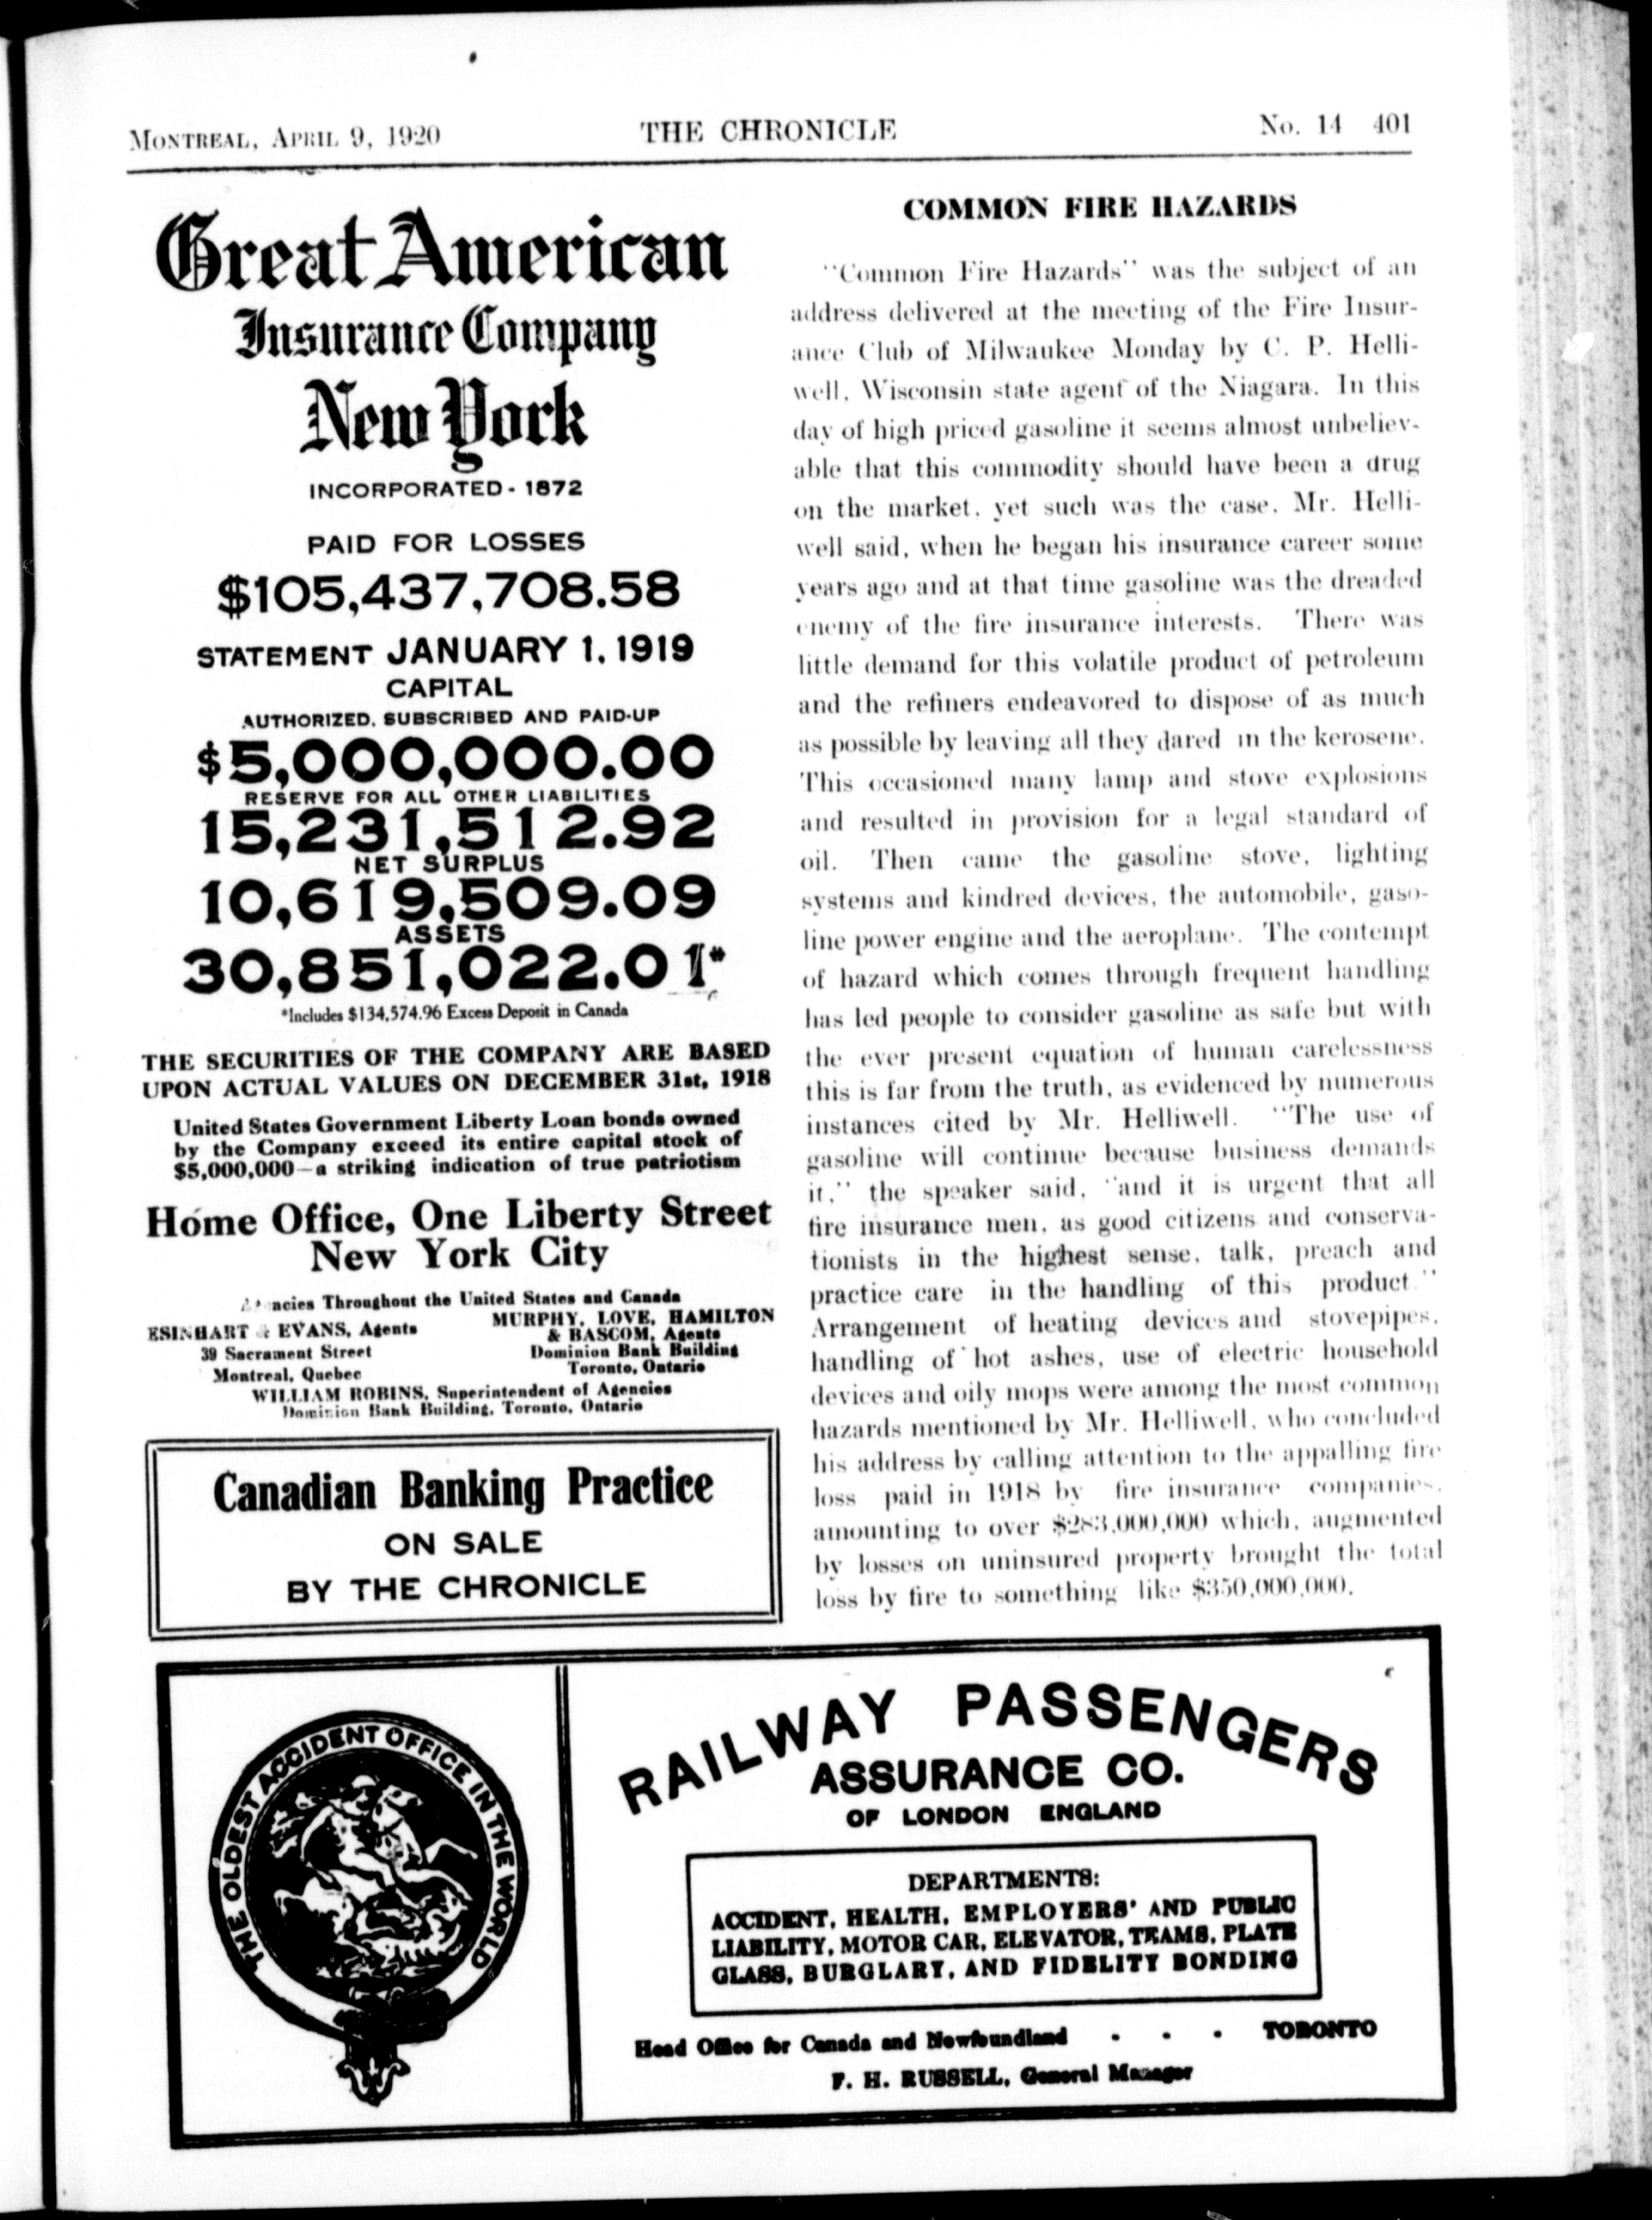 MONTREAL, APRIL 9, 1920
THE CHRONICLE
No. 14 401
Great American
Insurance Company
New York
INCORPORATED - 1872
PAID FOR LOSSES
$105,437,708.58
STATEMENT JANUARY 1, 1919
CAPITAL
AUTHORIZED, SUBSCRIBED AND PAID-UP
$5,000,000.00
RESERVE FOR ALL OTHER LIABILITIES
15,231,512.92
NET SURPLUS
10,619,509.09
ASSETS
30,851,022.01*
*Includes $134,574.96 Excess Deposit in Canada
THE SECURITIES OF THE COMPANY ARE BASED
UPON ACTUAL VALUES ON DECEMBER 31st, 1918
United States Government Liberty Loan bonds owned
by the Company exceed its entire capital stock of
$5,000,000—a striking indication of true patriotism
Home Office, One Liberty Street
New York City
Agencies Throughout the United States and Canada
ESINHART & EVANS, Agents
39 Sacrament Street
Montreal, Quebec
MURPHY, LOVE, HAMILTON
& BASCOM, Agents
Dominion Bank Building
Toronto, Ontario
WILLIAM ROBINS, Superintendent of Agencies
Dominion Bank Building, Toronto, Ontario
Canadian Banking Practice
ON SALE
BY THE CHRONICLE
COMMON FIRE HAZARDS
"Common Fire Hazards" was the subject of an
address delivered at the meeting of the Fire Insur-
ance Club of Milwaukee Monday by C. P. Helli-
well, Wisconsin state agent of the Niagara. In this
day of high priced gasoline it seems almost unbeliev-
able that this commodity should have been a drug
on the market, yet such was the case, Mr. Helli-
well said, when he began his insurance career some
years ago and at that time gasoline was the dreaded
enemy of the fire insurance interests. There was
little demand for this volatile product of petroleum
and the refiners endeavored to dispose of as much
as possible by leaving all they dared in the kerosene.
This occasioned many lamp and stove explosions
and resulted in provision for a legal standard of
oil. Then came the gasoline stove, lighting
systems and kindred devices, the automobile, gaso-
line power engine and the aeroplane. The contempt
of hazard which comes through frequent handling
has led people to consider gasoline as safe but with
the ever present equation of human carelessness
this is far from the truth, as evidenced by numerous
instances cited by Mr. Helliwell. "The use of
gasoline will continue because business demands
it," the speaker said, "and it is urgent that all
fire insurance men, as good citizens and conserva-
tionists in the highest sense, talk, preach and
practice care in the handling of this product."
Arrangement of heating devices and stovepipes,
handling of hot ashes, use of electric household
devices and oily mops were among the most common
hazards mentioned by Mr. Helliwell, who concluded
his address by calling attention to the appalling fire
loss paid in 1918 by fire insurance companies,
amounting to over $283,000,000 which, augmented
by losses on uninsured property brought the total
loss by fire to something like $350,000,000.
THE OLDEST ACCIDENT OFFICE IN THE WORLD
RAILWAY PASSENGERS
ASSURANCE CO.
OF LONDON ENGLAND
DEPARTMENTS:
ACCIDENT, HEALTH, EMPLOYERS' AND PUBLIC
LIABILITY, MOTOR CAR, ELEVATOR, TEAMS, PLATE
GLASS, BURGLARY, AND FIDELITY BONDING
Head Office for Canada and Newfoundland - - - TORONTO
F. H. RUSSELL, General Manager